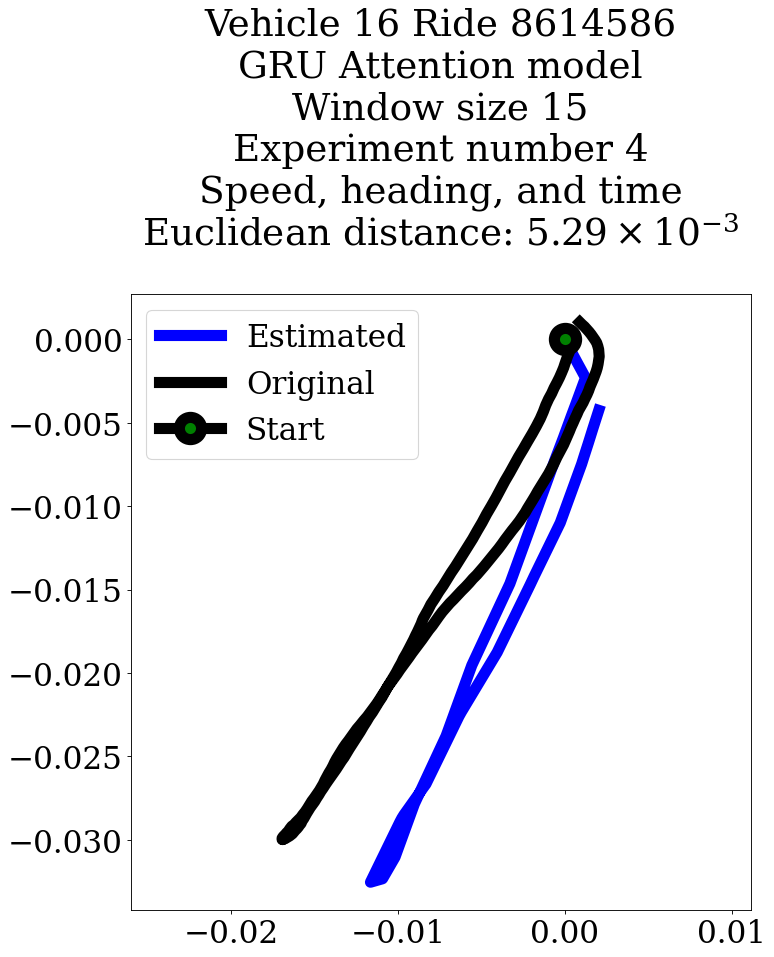 Vehicle 16 Ride 8614586
GRU Attention model
Window size 15
Experiment number 4
Speed, heading, and time
Euclidean distance: 5.29 × 10⁻³
Estimated
Original
Start
0.000
−0.005
−0.010
−0.015
−0.020
−0.025
−0.030
−0.02 −0.01 0.00 0.01